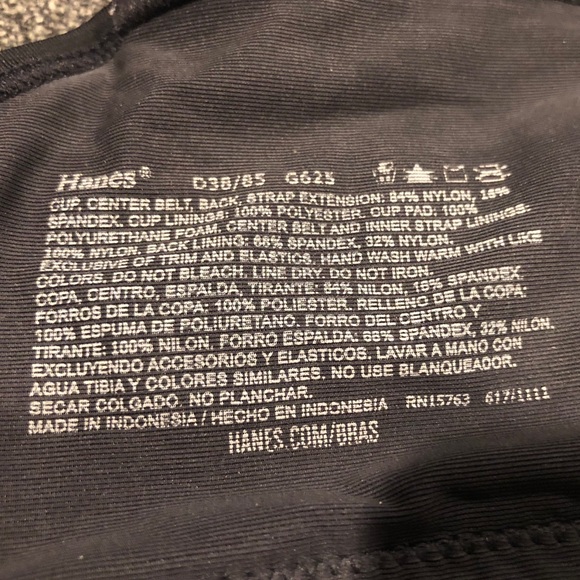 Hanes® D38/85 G625
CUP, CENTER BELT, BACK, STRAP EXTENSION: 84% NYLON, 16%
SPANDEX. CUP LININGS: 100% POLYESTER. CUP PAD: 100%
POLYURETHANE FOAM. CENTER BELT AND INNER STRAP LININGS:
100% NYLON. BACK LINING: 68% SPANDEX, 32% NYLON.
EXCLUSIVE OF TRIM AND ELASTICS. HAND WASH WARM WITH LIKE
COLORS. DO NOT BLEACH. LINE DRY. DO NOT IRON.
COPA, CENTRO, ESPALDA, TIRANTE: 84% NILON, 16% SPANDEX.
FORROS DE LA COPA: 100% POLIESTER. RELLENO DE LA COPA:
100% ESPUMA DE POLIURETANO. FORRO DEL CENTRO Y
TIRANTE: 100% NILON. FORRO ESPALDA: 68% SPANDEX, 32% NILON.
EXCLUYENDO ACCESORIOS Y ELASTICOS. LAVAR A MANO CON
AGUA TIBIA Y COLORES SIMILARES. NO USE BLANQUEADOR.
SECAR COLGADO. NO PLANCHAR.
MADE IN INDONESIA / HECHO EN INDONESIA RN15763 617/1111
HANES.COM/BRAS